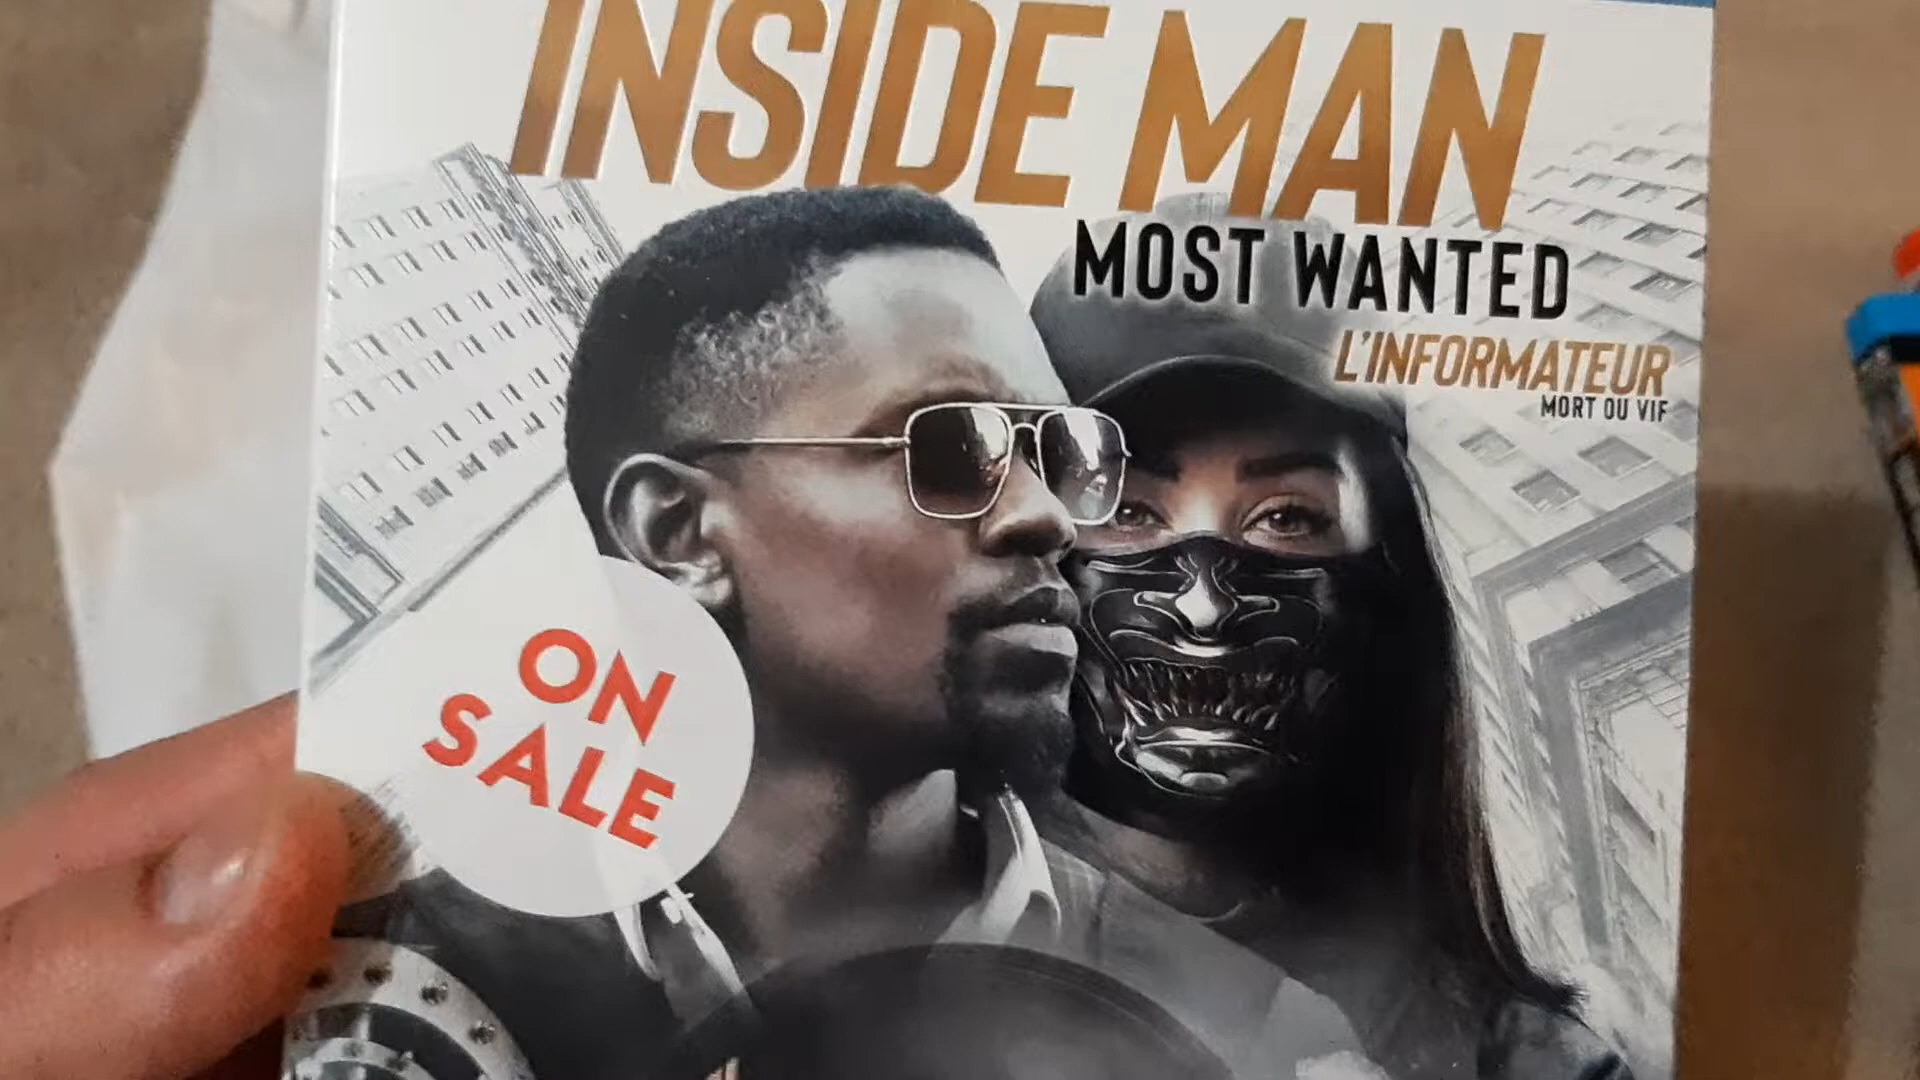 INSIDE MAN
MOST WANTED
L'INFORMATEUR
MORT OU VIF
ON
SALE